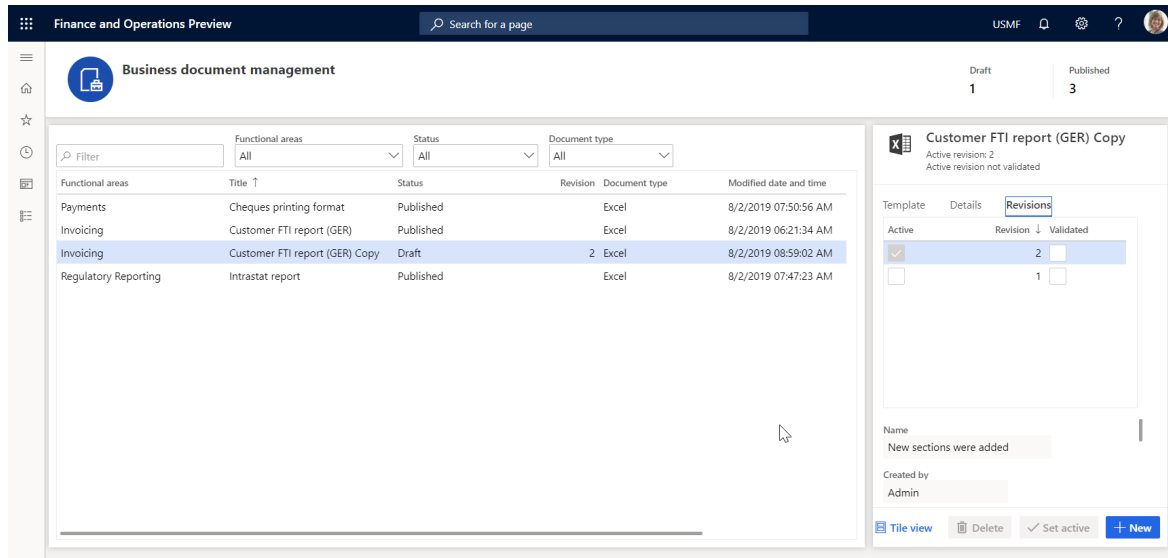 Finance and Operations Preview
Search for a page
USMF
?
Business document management
Draft
1
Published
3
Functional areas
Status
Document type
Filter
All
All
All
Functional areas Title ↑ Status Revision Document type Modified date and time
Payments Cheques printing format Published Excel 8/2/2019 07:50:56 AM
Invoicing Customer FTI report (GER) Published Excel 8/2/2019 06:21:34 AM
Invoicing Customer FTI report (GER) Copy Draft 2 Excel 8/2/2019 08:59:02 AM
Regulatory Reporting Intrastat report Published Excel 8/2/2019 07:47:23 AM
Customer FTI report (GER) Copy
Active revision: 2
Active revision not validated
Template Details Revisions
Active Revision ↓ Validated
2
1
Name
New sections were added
Created by
Admin
Tile view Delete Set active + New